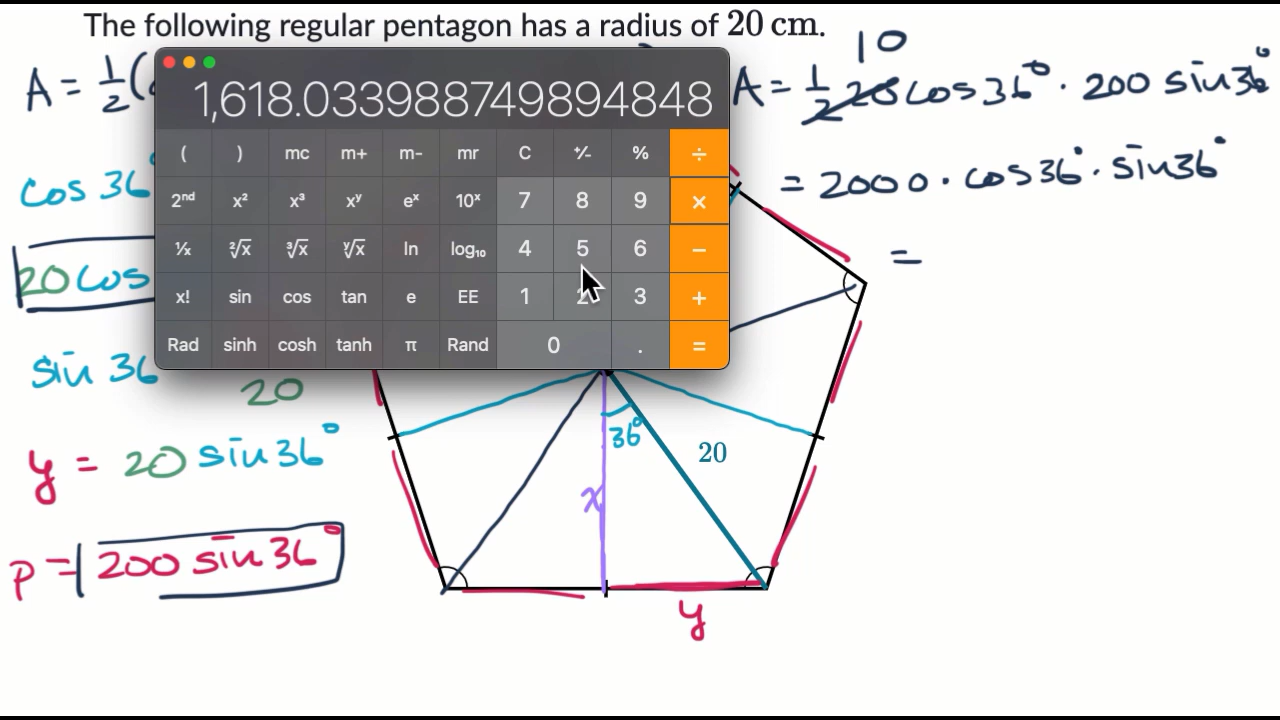 The following regular pentagon has a radius of 20 cm.
A = 1/2 (
10
A = 1/2 20 cos 36° · 200 sin 36°
= 2000 · cos 36° · sin 36°
=
cos 36°
20 cos
sin 36
20
y = 20 sin 36°
p = 200 sin 36°
1,618.033988749894848
( ) mc m+ m- mr C +/- % ÷
2nd x² x³ xʸ eˣ 10ˣ 7 8 9 ×
1/x ²√x ³√x ʸ√x ln log₁₀ 4 5 6 −
x! sin cos tan e EE 1 2 3 +
Rad sinh cosh tanh π Rand 0 . =
36°
20
x
y